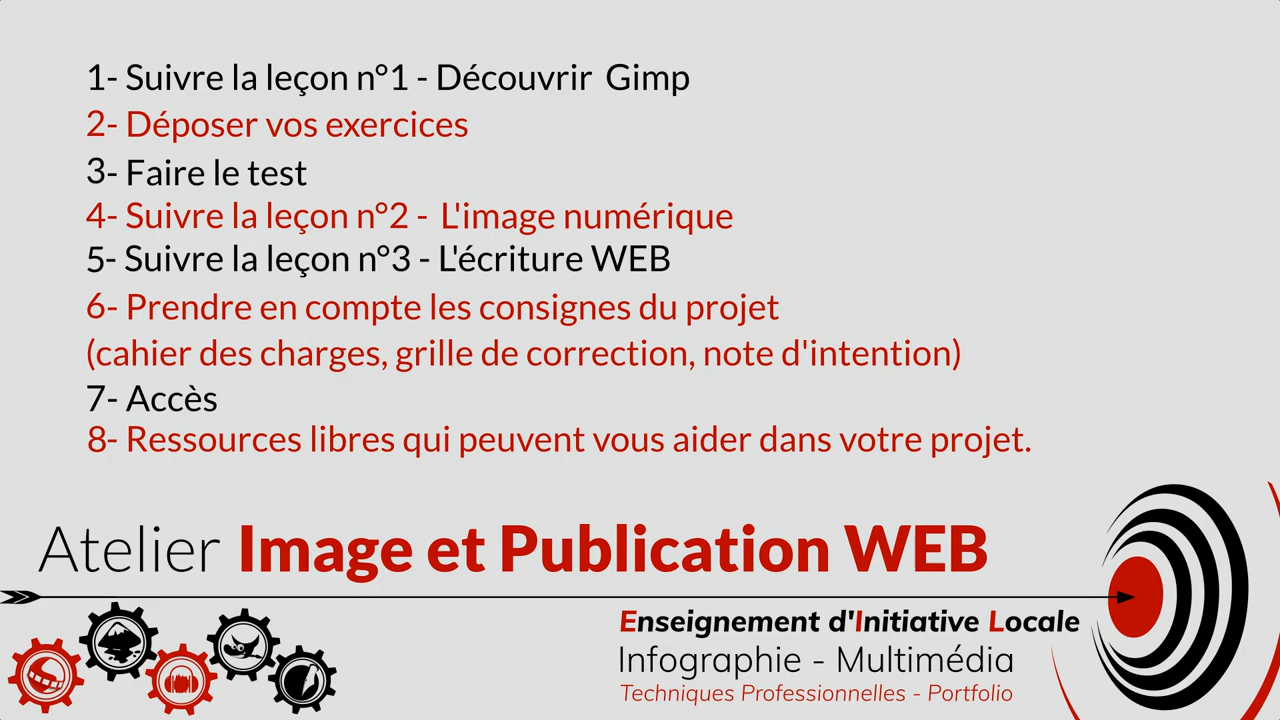 1- Suivre la leçon n°1 - Découvrir Gimp
2- Déposer vos exercices
3- Faire le test
4- Suivre la leçon n°2 - L'image numérique
5- Suivre la leçon n°3 - L'écriture WEB
6- Prendre en compte les consignes du projet
(cahier des charges, grille de correction, note d'intention)
7- Accès
8- Ressources libres qui peuvent vous aider dans votre projet.
Atelier Image et Publication WEB
Enseignement d'Initiative Locale
Infographie - Multimédia
Techniques Professionnelles - Portfolio